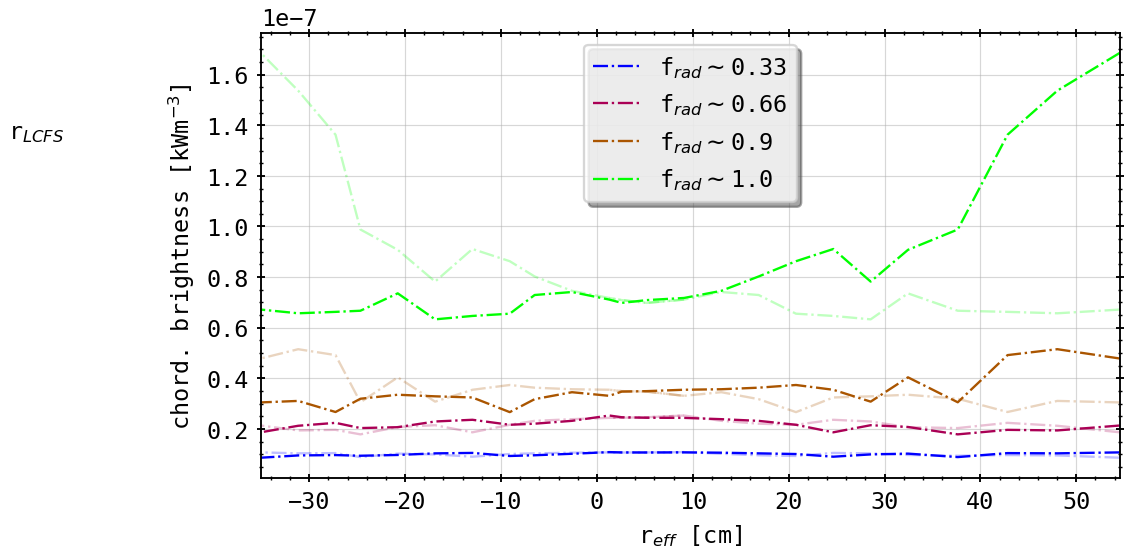 1e−7
r_LCFS
chord. brightness [kWm⁻³]
1.6
1.4
1.2
1.0
0.8
0.6
0.4
0.2
f_rad ∼ 0.33
f_rad ∼ 0.66
f_rad ∼ 0.9
f_rad ∼ 1.0
−30 −20 −10 0 10 20 30 40 50
r_eff [cm]